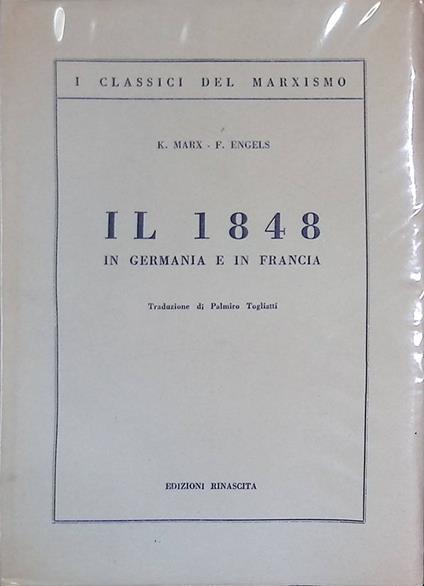 I CLASSICI DEL MARXISMO
K. MARX - F. ENGELS
IL 1848
IN GERMANIA E IN FRANCIA
Traduzione di Palmiro Togliatti
EDIZIONI RINASCITA